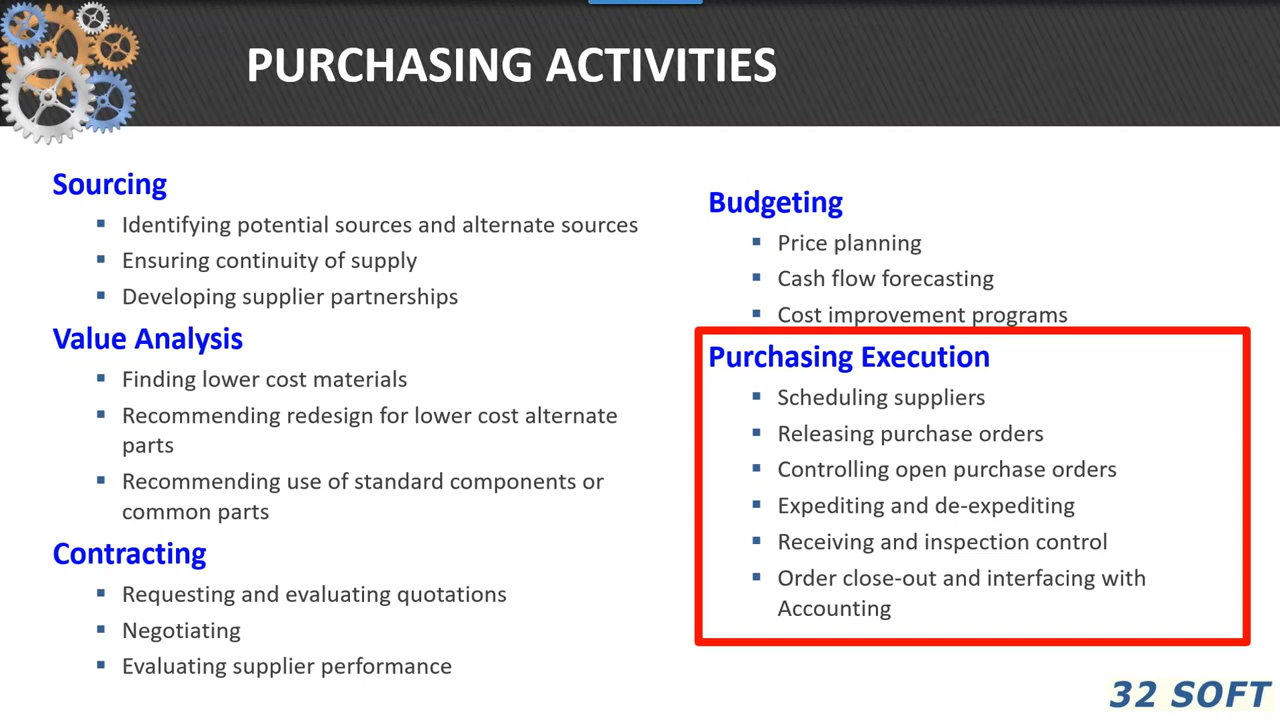 PURCHASING ACTIVITIES
Sourcing
▪ Identifying potential sources and alternate sources
▪ Ensuring continuity of supply
▪ Developing supplier partnerships
Value Analysis
▪ Finding lower cost materials
▪ Recommending redesign for lower cost alternate
parts
▪ Recommending use of standard components or
common parts
Contracting
▪ Requesting and evaluating quotations
▪ Negotiating
▪ Evaluating supplier performance
Budgeting
▪ Price planning
▪ Cash flow forecasting
▪ Cost improvement programs
Purchasing Execution
▪ Scheduling suppliers
▪ Releasing purchase orders
▪ Controlling open purchase orders
▪ Expediting and de-expediting
▪ Receiving and inspection control
▪ Order close-out and interfacing with
Accounting
32 SOFT